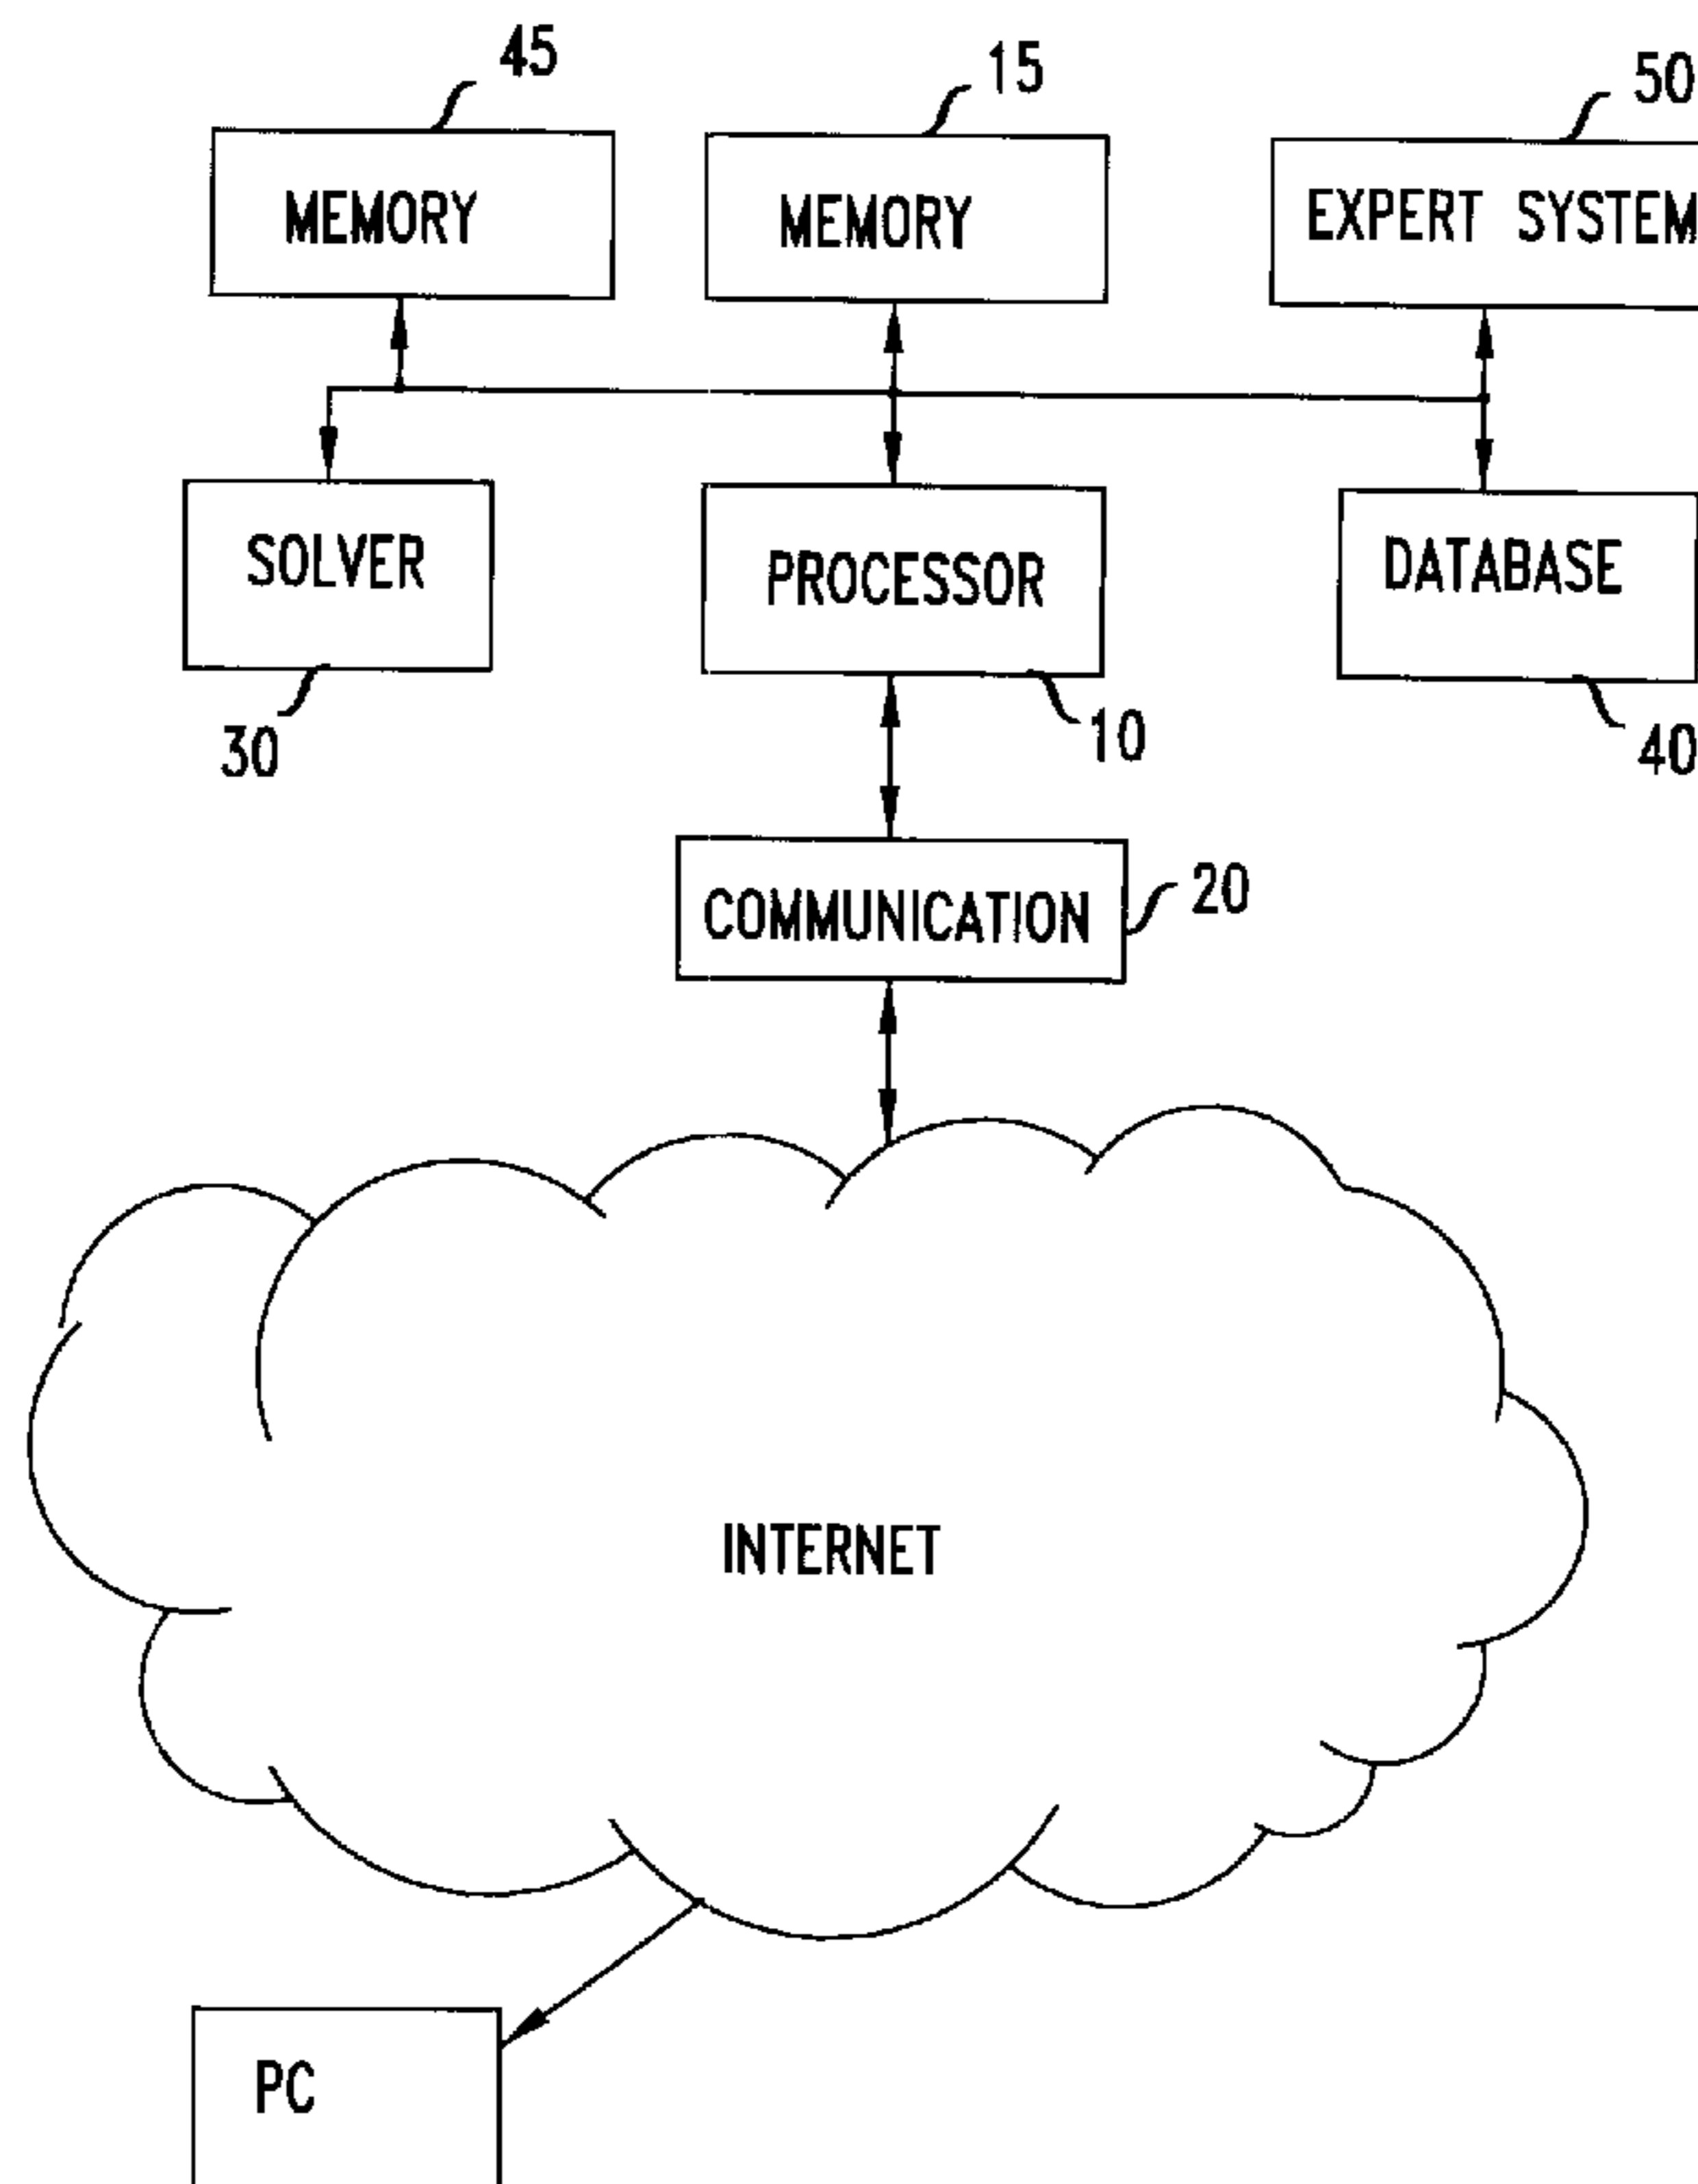 45
15
50
MEMORY
MEMORY
EXPERT SYSTEM
SOLVER
PROCESSOR
DATABASE
30
10
40
COMMUNICATION
20
INTERNET
PC